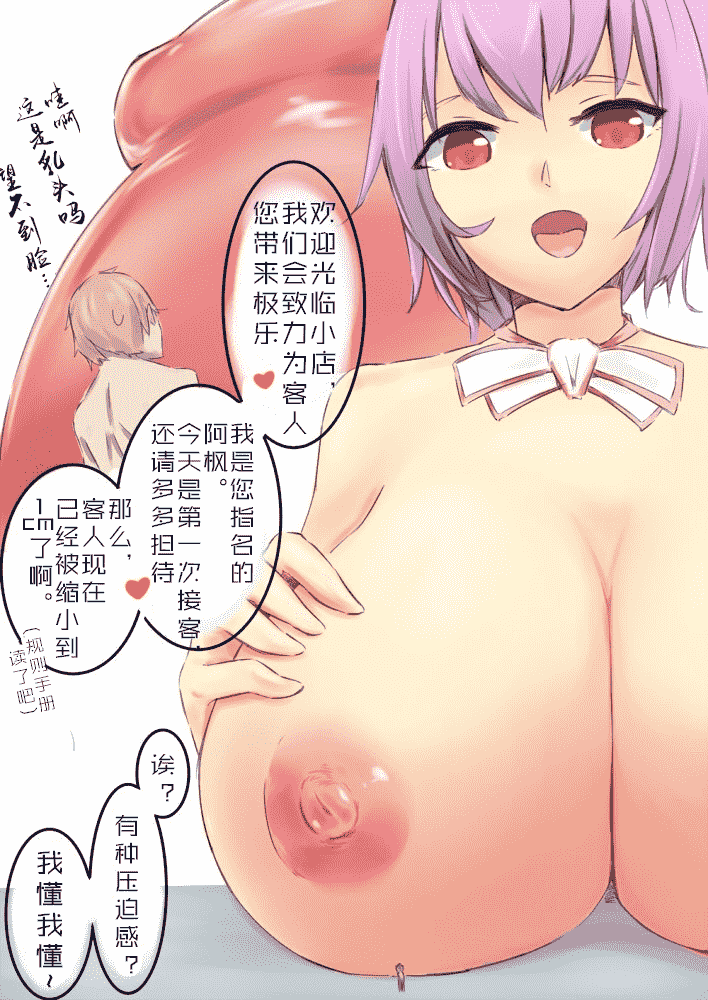 哇啊
这是乳头吗
望不到脸…
欢迎光临小店，
我们会致力为客人
您带来极乐
我是您指名的
阿枫。
今天是第一次接客，
还请多多担待
那么，
客人现在
已经被缩小到
1cm了啊。
（规则手册
读了吧）
诶？
有种压迫感？
我懂我懂~